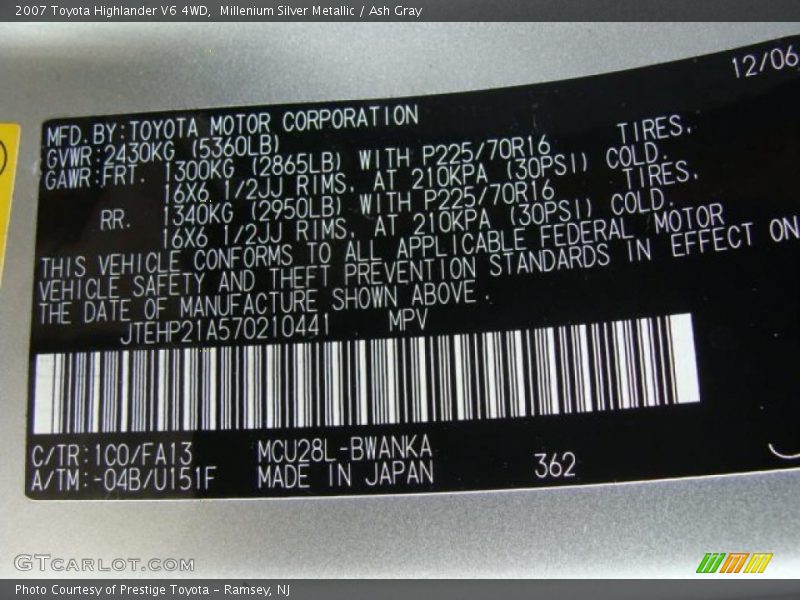 2007 Toyota Highlander V6 4WD,  Millenium Silver Metallic / Ash Gray
12/06
MFD.BY:TOYOTA MOTOR CORPORATION
GVWR:2430KG (5360LB)
GAWR:FRT. 1300KG (2865LB) WITH P225/70R16 TIRES.
16X6 1/2JJ RIMS. AT 210KPA (30PSI) COLD.
RR. 1340KG (2950LB) WITH P225/70R16 TIRES.
16X6 1/2JJ RIMS. AT 210KPA (30PSI) COLD.
THIS VEHICLE CONFORMS TO ALL APPLICABLE FEDERAL MOTOR
VEHICLE SAFETY AND THEFT PREVENTION STANDARDS IN EFFECT ON
THE DATE OF MANUFACTURE SHOWN ABOVE.
JTEHP21A570210441 MPV
C/TR:1C0/FA13 MCU28L-BWANKA
A/TM:-04B/U151F MADE IN JAPAN 362
GTCARLOT.COM
Photo Courtesy of Prestige Toyota - Ramsey, NJ